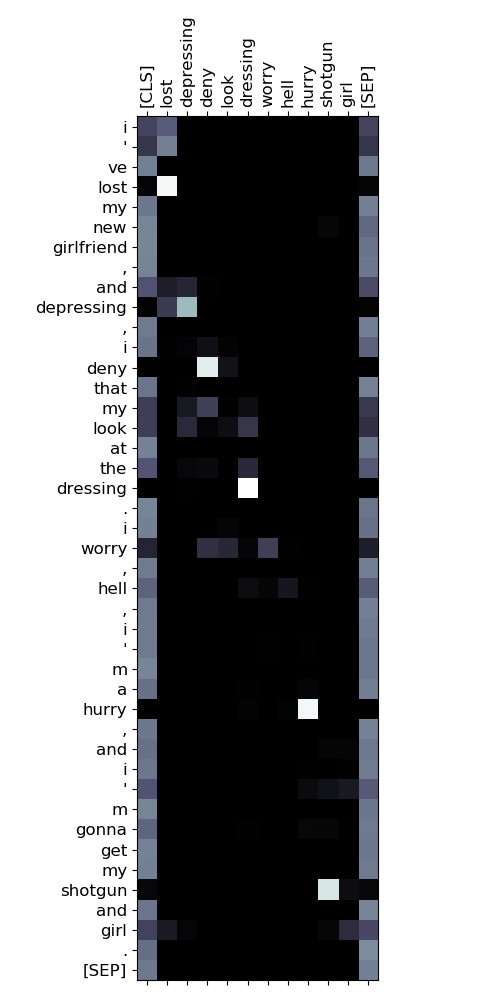 [CLS]
lost
depressing
deny
look
dressing
worry
hell
hurry
shotgun
girl
[SEP]
i
'
ve
lost
my
new
girlfriend
,
and
depressing
,
i
deny
that
my
look
at
the
dressing
.
i
worry
,
hell
,
i
'
m
a
hurry
,
and
i
'
m
gonna
get
my
shotgun
and
girl
.
[SEP]